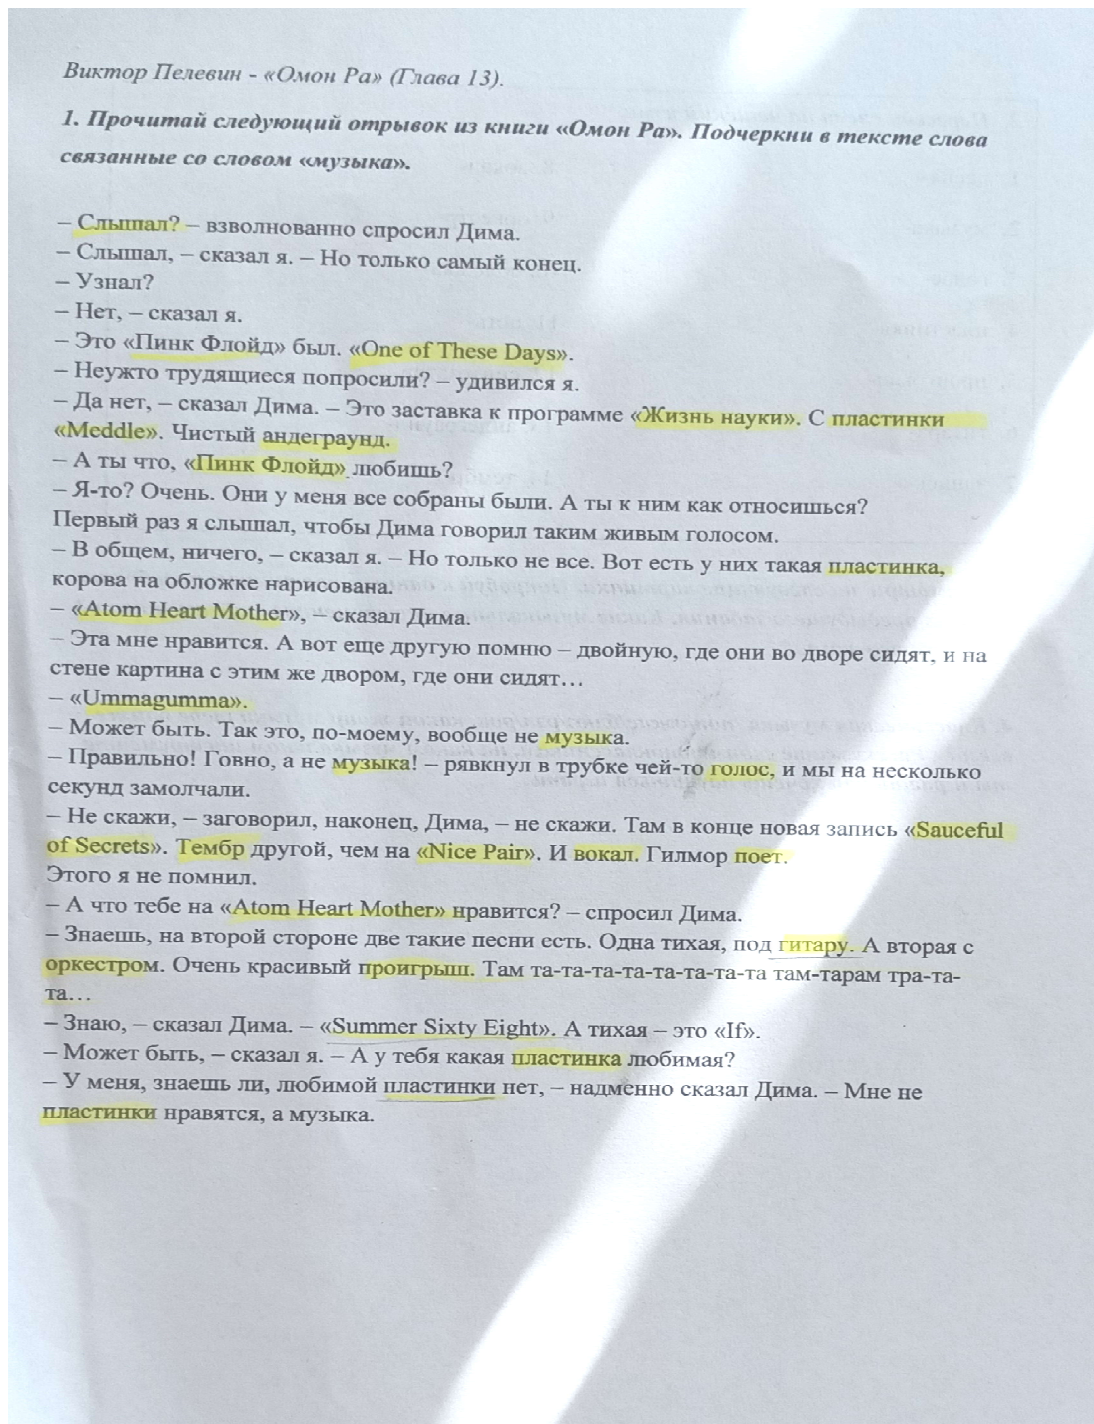 Виктор Пелевин - «Омон Ра» (Глава 13).
1. Прочитай следующий отрывок из книги «Омон Ра». Подчеркни в тексте слова
связанные со словом «музыка».
– Слышал? – взволнованно спросил Дима.
– Слышал, – сказал я. – Но только самый конец.
– Узнал?
– Нет, – сказал я.
– Это «Пинк Флойд» был. «One of These Days».
– Неужто трудящиеся попросили? – удивился я.
– Да нет, – сказал Дима. – Это заставка к программе «Жизнь науки». С пластинки
«Meddle». Чистый андеграунд.
– А ты что, «Пинк Флойд» любишь?
– Я-то? Очень. Они у меня все собраны были. А ты к ним как относишься?
Первый раз я слышал, чтобы Дима говорил таким живым голосом.
– В общем, ничего, – сказал я. – Но только не все. Вот есть у них такая пластинка,
корова на обложке нарисована.
– «Atom Heart Mother», – сказал Дима.
– Эта мне нравится. А вот еще другую помню – двойную, где они во дворе сидят, и на
стене картина с этим же двором, где они сидят…
– «Ummagumma».
– Может быть. Так это, по-моему, вообще не музыка.
– Правильно! Говно, а не музыка! – рявкнул в трубке чей-то голос, и мы на несколько
секунд замолчали.
– Не скажи, – заговорил, наконец, Дима, – не скажи. Там в конце новая запись «Sauceful
of Secrets». Тембр другой, чем на «Nice Pair». И вокал. Гилмор поет.
Этого я не помнил.
– А что тебе на «Atom Heart Mother» нравится? – спросил Дима.
– Знаешь, на второй стороне две такие песни есть. Одна тихая, под гитару. А вторая с
оркестром. Очень красивый проигрыш. Там та-та-та-та-та-та-та-та там-тарам тра-та-
та…
– Знаю, – сказал Дима. – «Summer Sixty Eight». А тихая – это «If».
– Может быть, – сказал я. – А у тебя какая пластинка любимая?
– У меня, знаешь ли, любимой пластинки нет, – надменно сказал Дима. – Мне не
пластинки нравятся, а музыка.